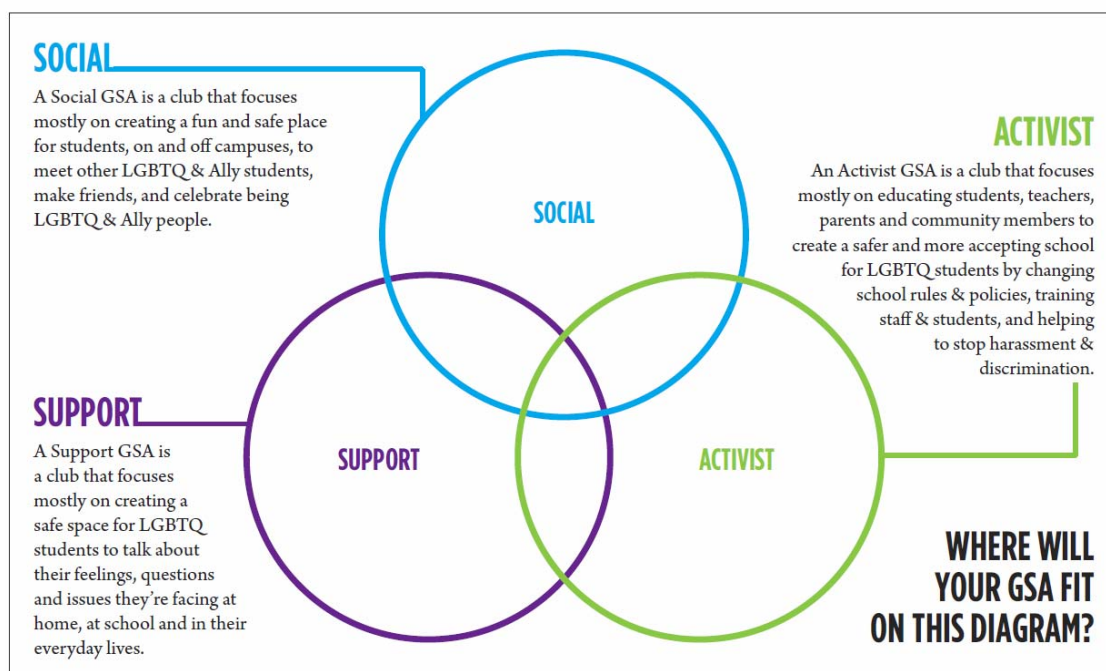 SOCIAL
A Social GSA is a club that focuses
mostly on creating a fun and safe place
for students, on and off campuses, to
meet other LGBTQ & Ally students,
make friends, and celebrate being
LGBTQ & Ally people.
SOCIAL
ACTIVIST
An Activist GSA is a club that focuses
mostly on educating students, teachers,
parents and community members to
create a safer and more accepting school
for LGBTQ students by changing
school rules & policies, training
staff & students, and helping
to stop harassment &
discrimination.
SUPPORT
A Support GSA is
a club that focuses
mostly on creating a
safe space for LGBTQ
students to talk about
their feelings, questions
and issues they're facing at
home, at school and in their
everyday lives.
SUPPORT
ACTIVIST
WHERE WILL
YOUR GSA FIT
ON THIS DIAGRAM?